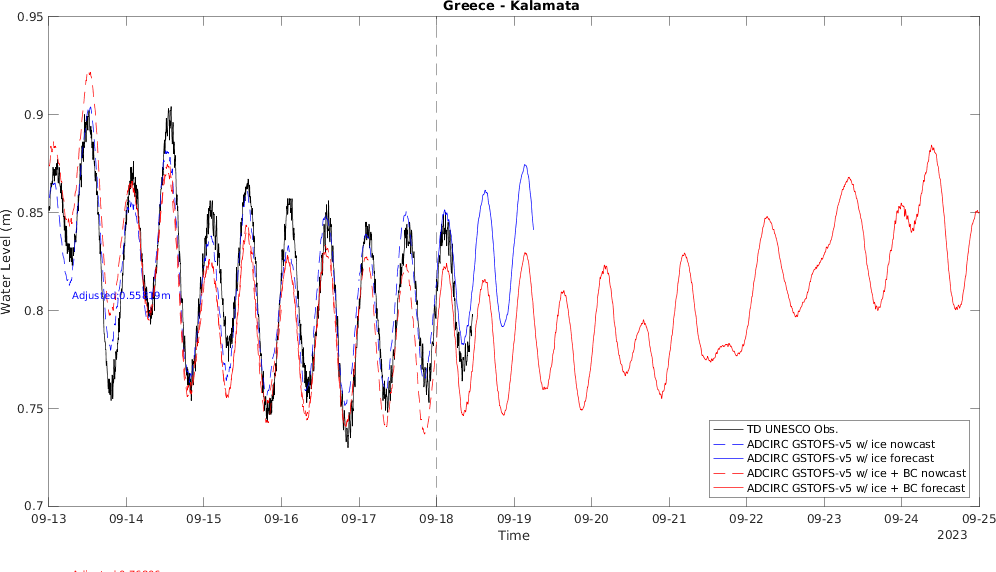 Greece - Kalamata
0.95
0.9
0.85
0.8
0.75
0.7
Water Level (m)
TD UNESCO Obs.
ADCIRC GSTOFS-v5 w/ ice nowcast
ADCIRC GSTOFS-v5 w/ ice forecast
ADCIRC GSTOFS-v5 w/ ice + BC nowcast
ADCIRC GSTOFS-v5 w/ ice + BC forecast
09-13 09-14 09-15 09-16 09-17 09-18 09-19 09-20 09-21 09-22 09-23 09-24 09-25
Time
2023